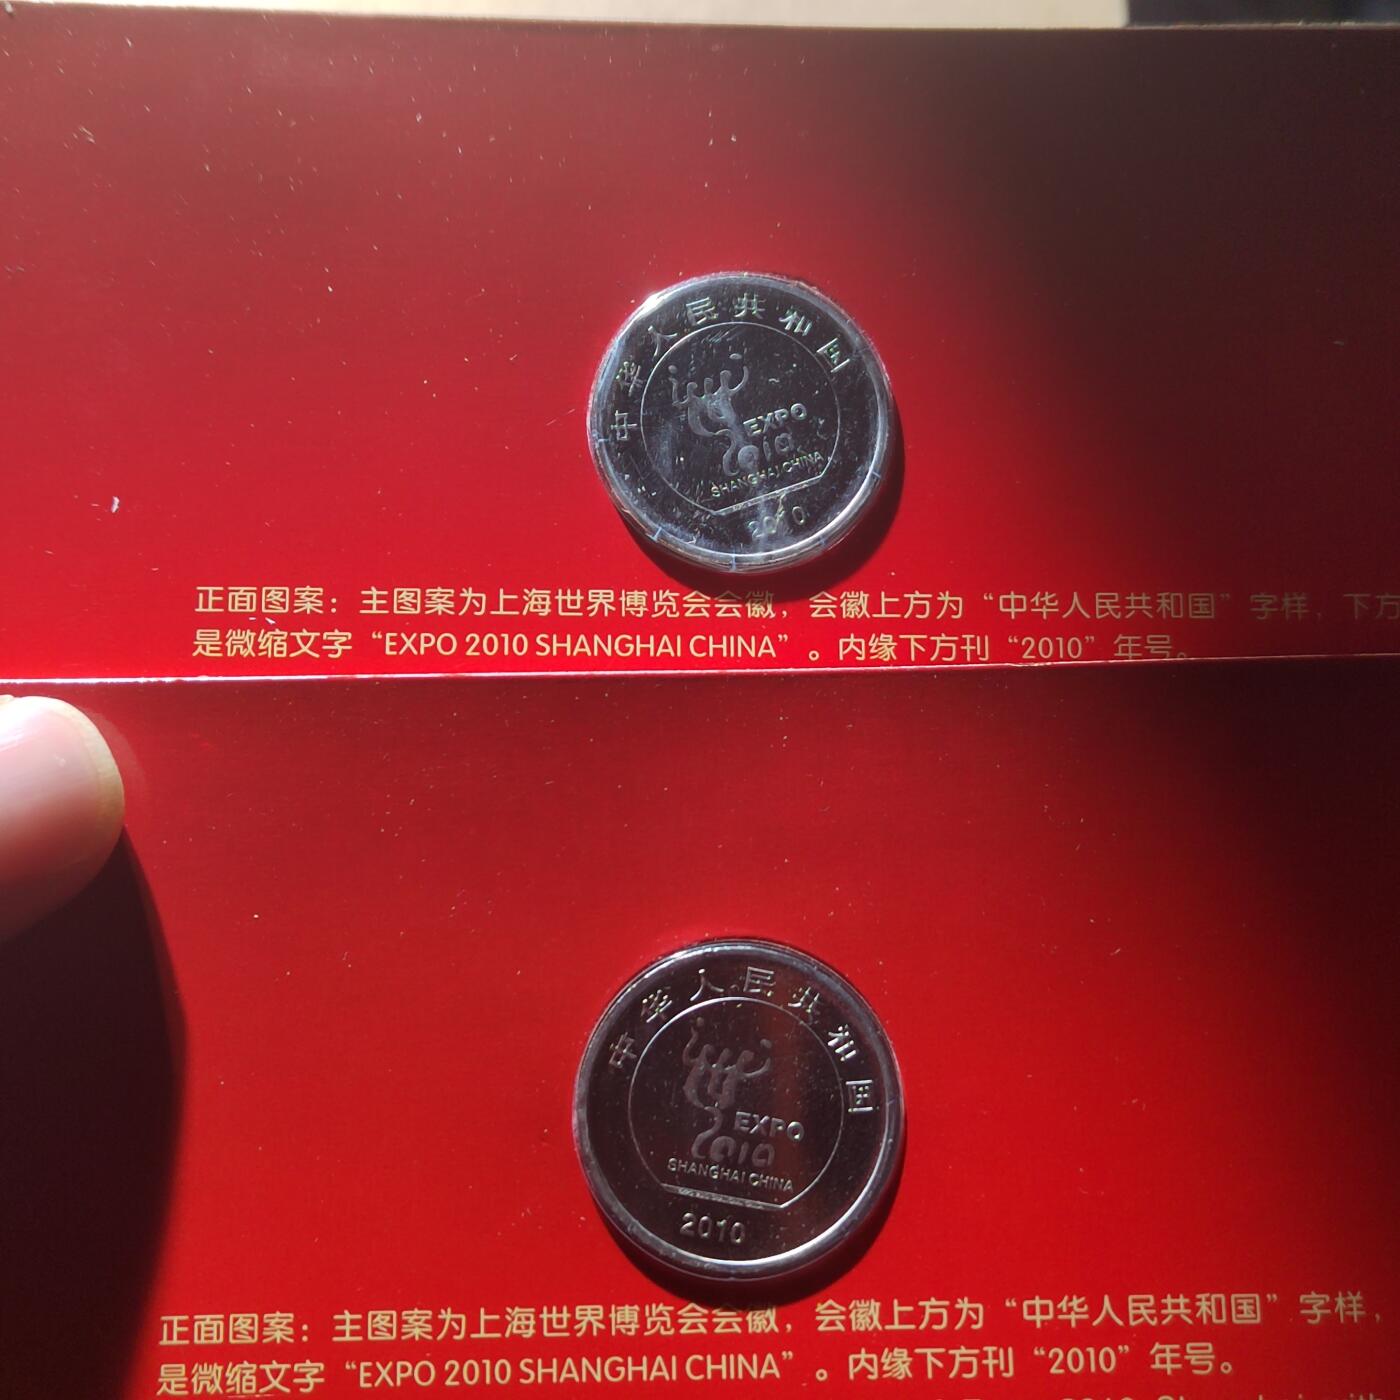 中华人民共和国
EXPO
2010
SHANGHAI CHINA
2010
正面图案：主图案为上海世界博览会会徽，会徽上方为“中华人民共和国”字样，下方
是微缩文字“EXPO 2010 SHANGHAI CHINA”。内缘下方刊“2010”年号。
中华人民共和国
EXPO
2010
SHANGHAI CHINA
2010
正面图案：主图案为上海世界博览会会徽，会徽上方为“中华人民共和国”字样，
是微缩文字“EXPO 2010 SHANGHAI CHINA”。内缘下方刊“2010”年号。